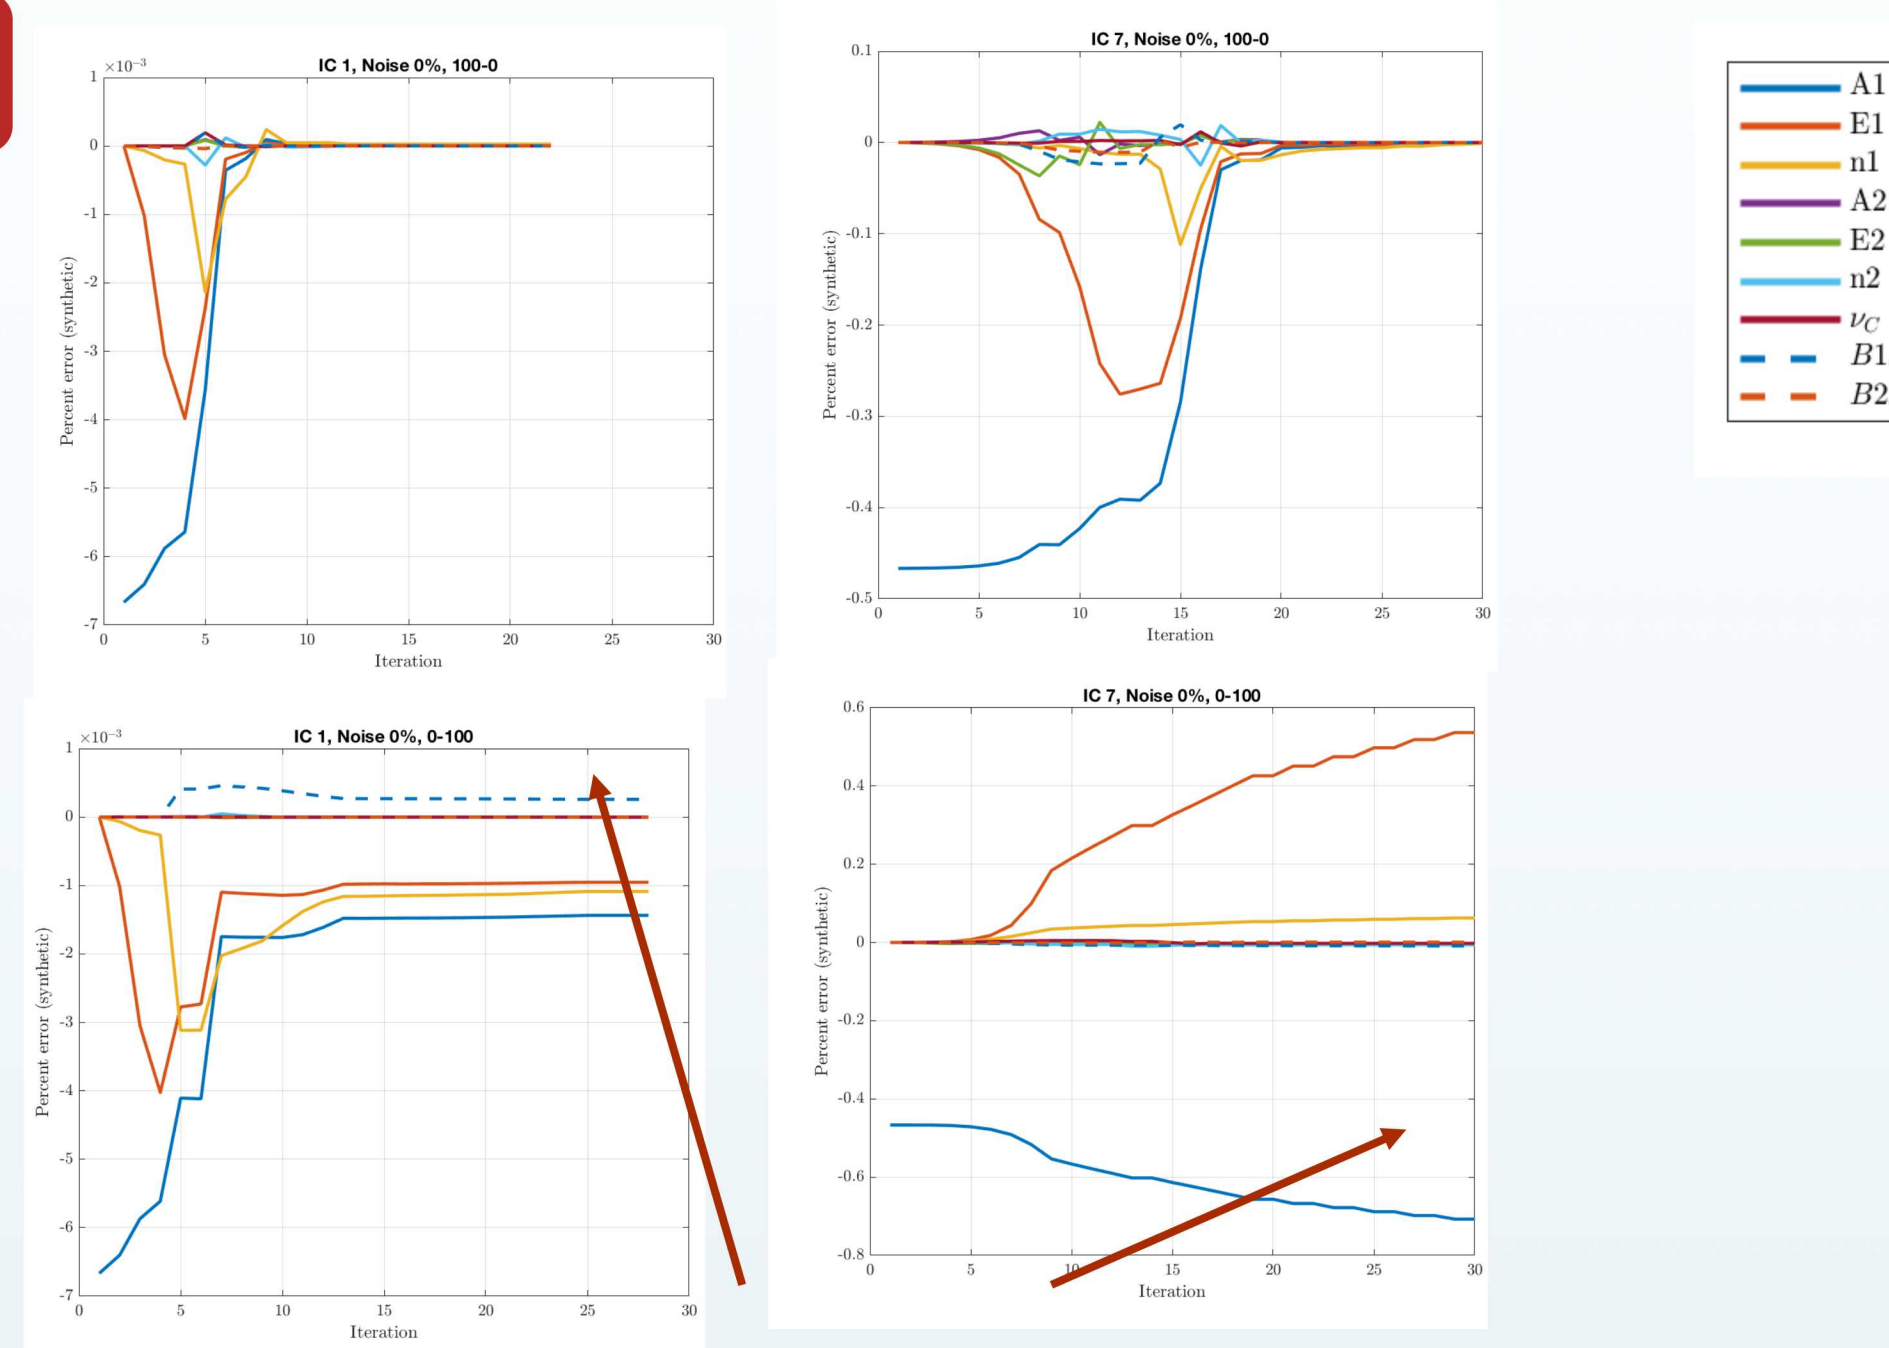 IC 1, Noise 0%, 100-0
×10⁻³
1
0
-1
-2
-3
-4
-5
-6
-7
Percent error (synthetic)
0 5 10 15 20 25 30
Iteration
IC 7, Noise 0%, 100-0
0.1
0
-0.1
-0.2
-0.3
-0.4
-0.5
Percent error (synthetic)
0 5 10 15 20 25 30
Iteration
A1
E1
n1
A2
E2
n2
νC
B1
B2
IC 1, Noise 0%, 0-100
×10⁻³
1
0
-1
-2
-3
-4
-5
-6
-7
Percent error (synthetic)
0 5 10 15 20 25 30
Iteration
IC 7, Noise 0%, 0-100
0.6
0.4
0.2
0
-0.2
-0.4
-0.6
-0.8
Percent error (synthetic)
0 5 10 15 20 25 30
Iteration